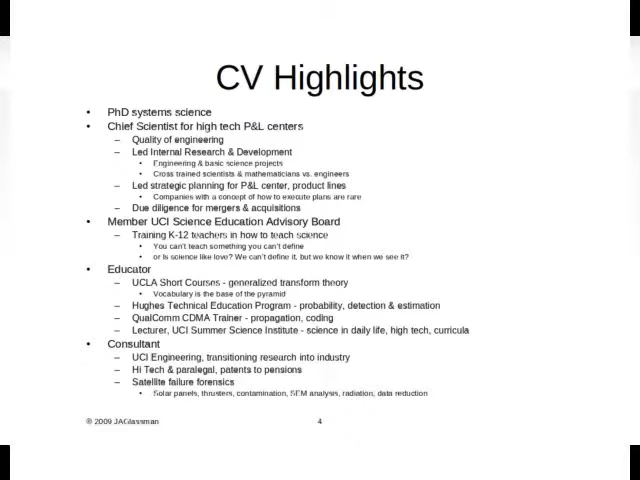 CV Highlights
• PhD systems science
• Chief Scientist for high tech P&L centers
– Quality of engineering
– Led Internal Research & Development
• Engineering & basic science projects
• Cross trained scientists & mathematicians vs. engineers
– Led strategic planning for P&L center, product lines
• Companies with a concept of how to execute plans are rare
– Due diligence for mergers & acquisitions
• Member UCI Science Education Advisory Board
– Training K-12 teachers in how to teach science
• You can't teach something you can't define
• or Is science like love? We can't define it, but we know it when we see it?
• Educator
– UCLA Short Courses - generalized transform theory
• Vocabulary is the base of the pyramid
– Hughes Technical Education Program - probability, detection & estimation
– QualComm CDMA Trainer - propagation, coding
– Lecturer, UCI Summer Science Institute - science in daily life, high tech, curricula
• Consultant
– UCI Engineering, transitioning research into industry
– Hi Tech & paralegal, patents to pensions
– Satellite failure forensics
• Solar panels, thrusters, contamination, SEM analysis, radiation, data reduction
© 2009 JAGlassman
4